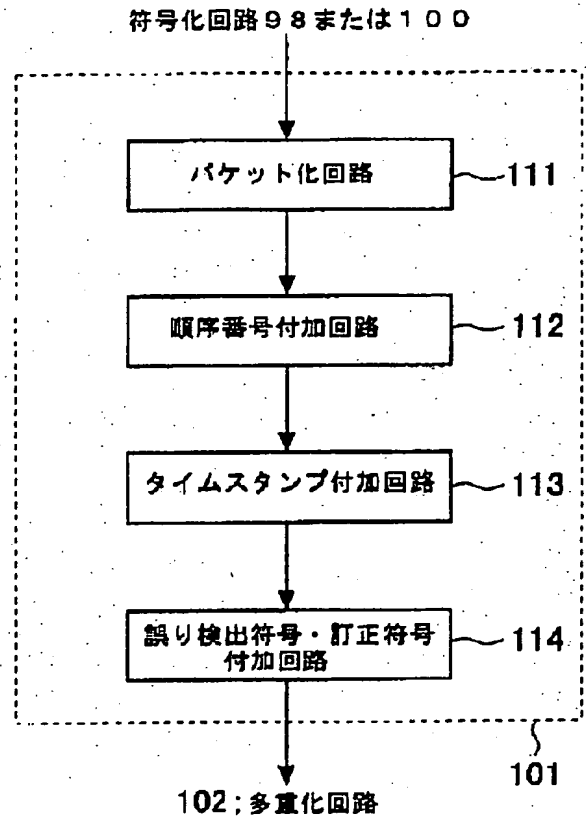 符号化回路98または100
パケット化回路
111
順序番号付加回路
112
タイムスタンプ付加回路
113
誤り検出符号・訂正符号
付加回路
114
101
102;多重化回路